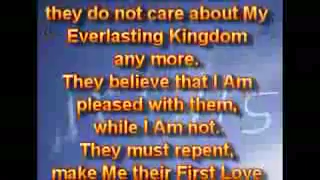 they do not care about My
Everlasting Kingdom
any more.
They believe that I Am
pleased with them,
while I Am not.
They must repent,
make Me their First Love